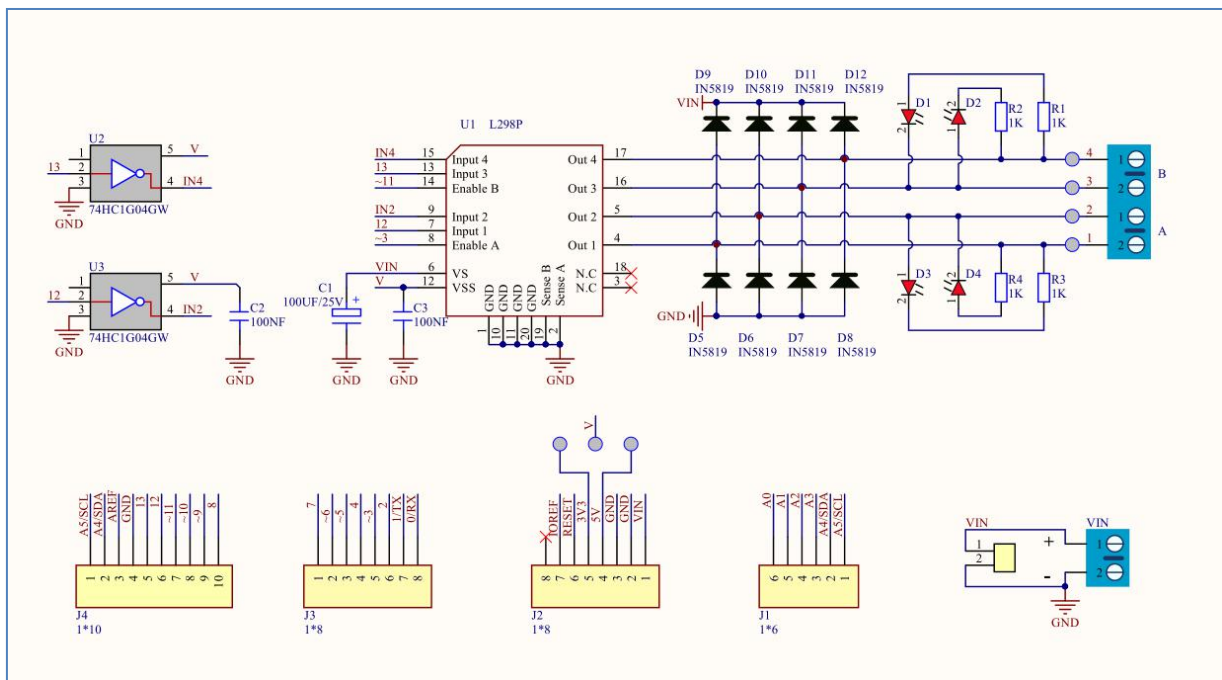 U2
1
2
3
13
5
V
4
IN4
74HC1G04GW
GND
U3
1
2
3
12
5
V
4
IN2
74HC1G04GW
GND
C2
100NF
GND
U1 L298P
IN4 15 Input 4
13 13 Input 3
~11 14 Enable B
IN2 9 Input 2
12 7 Input 1
~3 8 Enable A
VIN 6 VS
V 12 VSS
Out 4 17
Out 3 16
Out 2 5
Out 1 4
N.C 18
N.C 3
GND GND GND GND Sense B Sense A
1 10 11 20 19 2
GND
C1
100UF/25V
+
GND
C3
100NF
GND
D9 D10 D11 D12
IN5819 IN5819 IN5819 IN5819
VIN
GND
D5 D6 D7 D8
IN5819 IN5819 IN5819 IN5819
1 D1 2
2 D2 1
R2
1K
R1
1K
1 D3 2
2 D4 1
R4
1K
R3
1K
4 1
3 2
B
2 1
1 2
A
A5/SCL A4/SDA AREF GND 13 12 ~11 ~10 ~9 8
1 2 3 4 5 6 7 8 9 10
J4
1*10
7 ~6 ~5 4 ~3 2 1/TX 0/RX
1 2 3 4 5 6 7 8
J3
1*8
V
IOREF RESET 3V3 5V GND GND VIN
8 7 6 5 4 3 2 1
J2
1*8
A0 A1 A2 A3 A4/SDA A5/SCL
6 5 4 3 2 1
J1
1*6
VIN VIN
1
2
+
-
1
2
GND